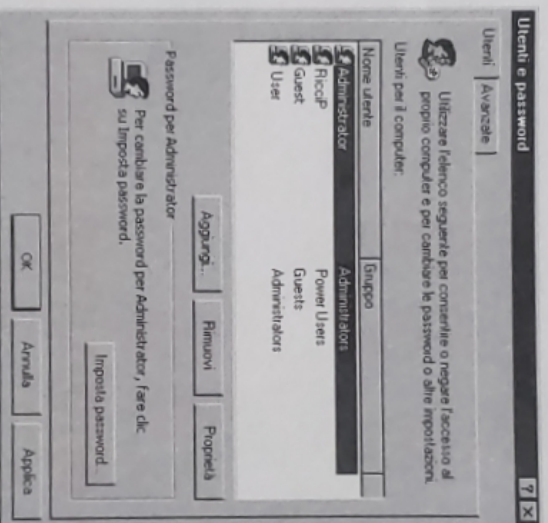 Utenti e password
? X
Utenti Avanzate
Utilizzare l'elenco seguente per consentire o negare l'accesso al
proprio computer e per cambiare le password o altre impostazioni.
Utenti per il computer:
Nome utente Gruppo
Administrator Administrators
RicciP Power Users
Guest Guests
User Administrators
Aggiungi... Rimuovi Proprietà
Password per Administrator
Per cambiare la password per Administrator, fare clic
su Imposta password.
Imposta password.
OK Annulla Applica